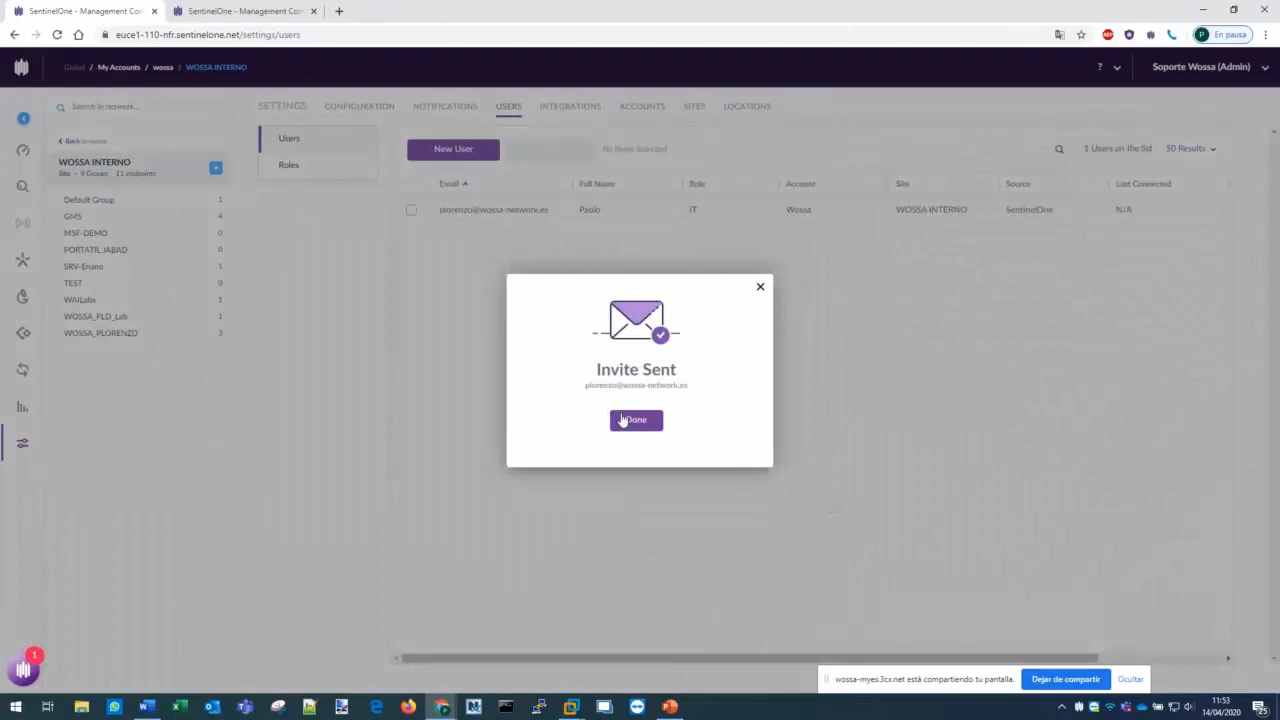 SentinelOne - Management Con
SentinelOne - Management Con
euce1-110-nfr.sentinelone.net/settings/users
ABP
P En pausa
Global / My Accounts / wossa / WOSSA INTERNO
?
Soporte Wossa (Admin)
Search in network...
SETTINGS
CONFIGURATION
NOTIFICATIONS
USERS
INTEGRATIONS
ACCOUNTS
SITES
LOCATIONS
Back to wossa
WOSSA INTERNO
Site - 9 Groups 11 endpoints
Default Group 1
GMS 4
MSF-DEMO 0
PORTATIL JABAD 0
SRV-Enano 1
TEST 0
WAILabs 1
WOSSA_PLD_Lab 1
WOSSA_PLORENZO 3
Users
Roles
New User
No Items Selected
1 Users on the list
50 Results
Email Full Name Role Account Site Source Last Connected
plorenzo@wossa-network.es Pablo IT Wossa WOSSA INTERNO SentinelOne N/A
Invite Sent
plorenzo@wossa-network.es
Done
1
wossa-myes.3cx.net está compartiendo tu pantalla.
Dejar de compartir
Ocultar
11:53
14/04/2020
25